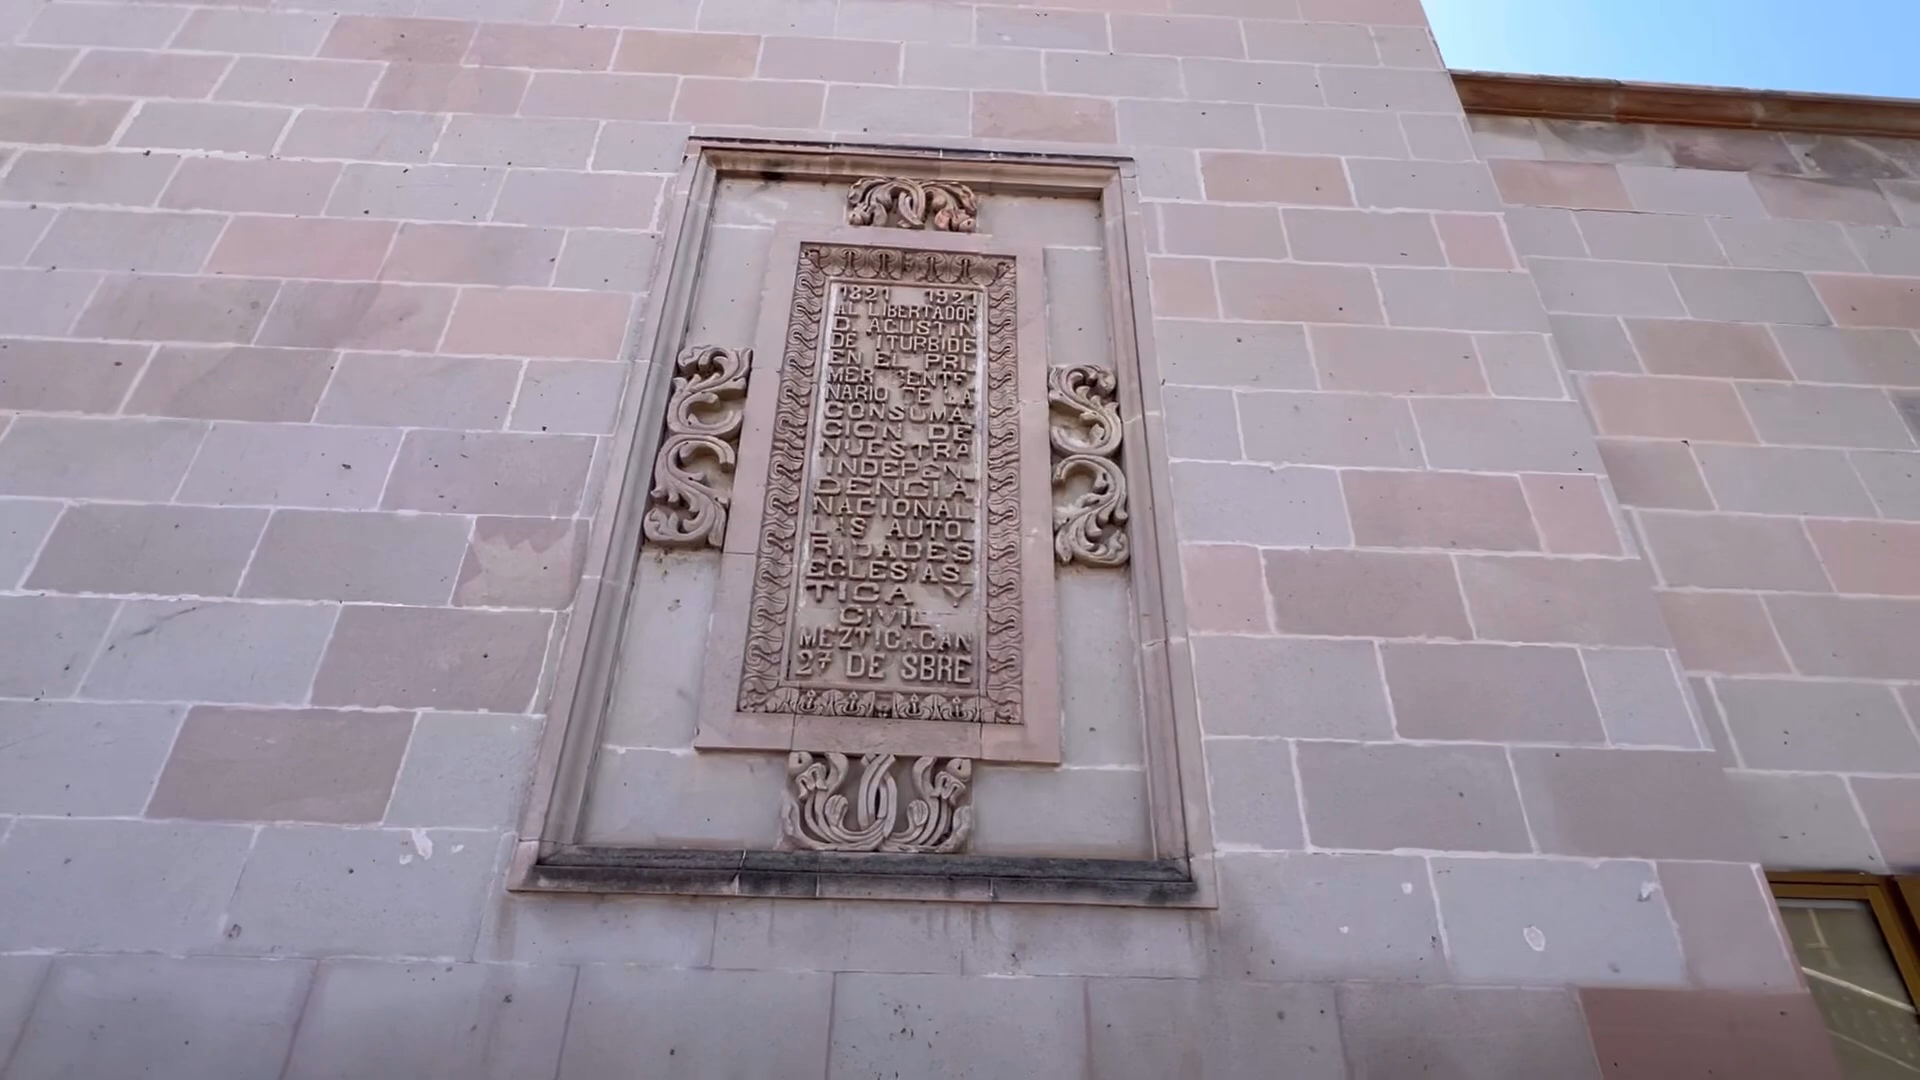 1821 1921
AL LIBERTADOR
D. AGUSTIN
DE ITURBIDE
EN EL PRI
MER CENTE
NARIO DE LA
CONSUMA
CION DE
NUESTRA
INDEPEN
DENCIA
NACIONAL
LAS AUTO
RIDADES
ECLESIAS_
TICA Y
CIVIL
MEZTICACAN
27 DE SBRE